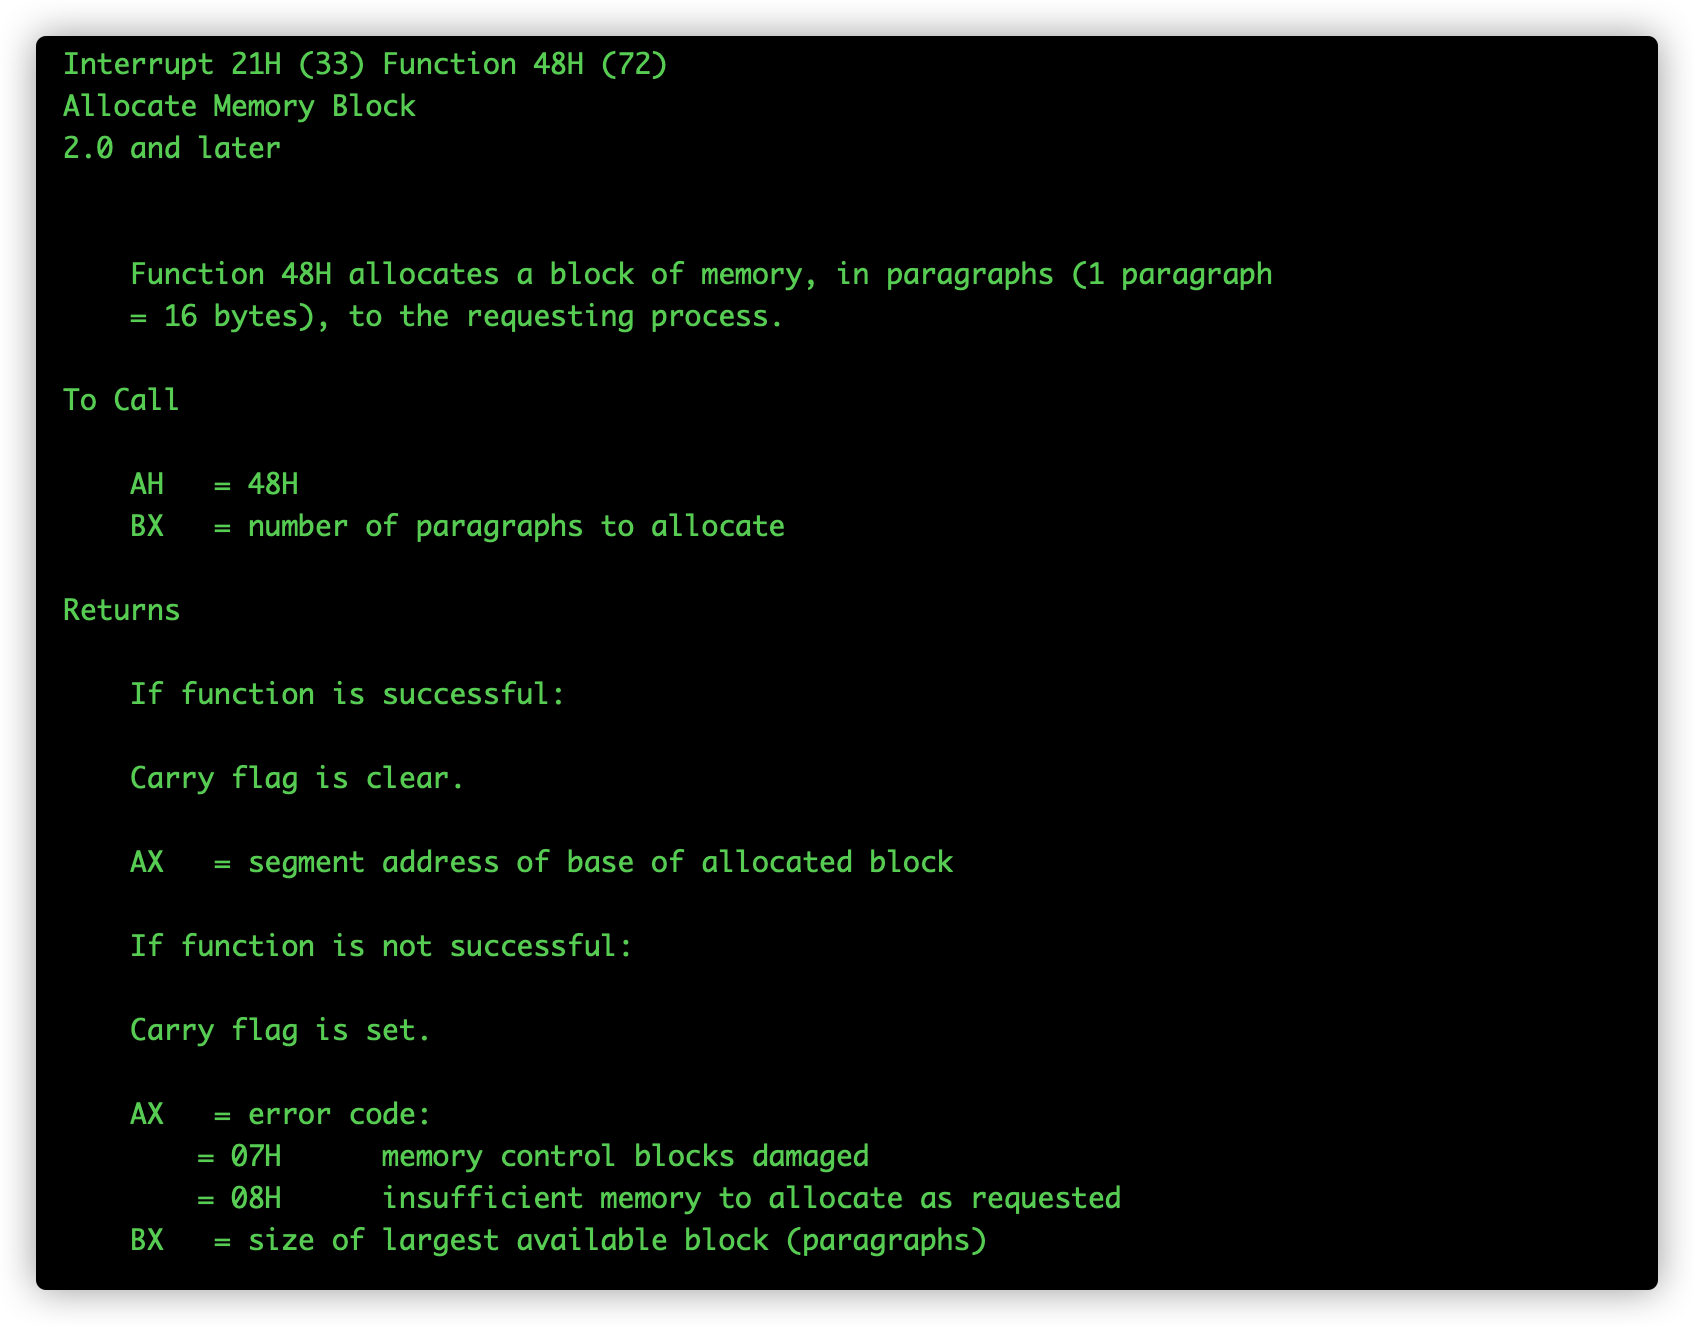 Interrupt 21H (33) Function 48H (72)
Allocate Memory Block
2.0 and later
Function 48H allocates a block of memory, in paragraphs (1 paragraph
= 16 bytes), to the requesting process.
To Call
AH   = 48H
BX   = number of paragraphs to allocate
Returns
If function is successful:
Carry flag is clear.
AX   = segment address of base of allocated block
If function is not successful:
Carry flag is set.
AX   = error code:
= 07H      memory control blocks damaged
= 08H      insufficient memory to allocate as requested
BX   = size of largest available block (paragraphs)